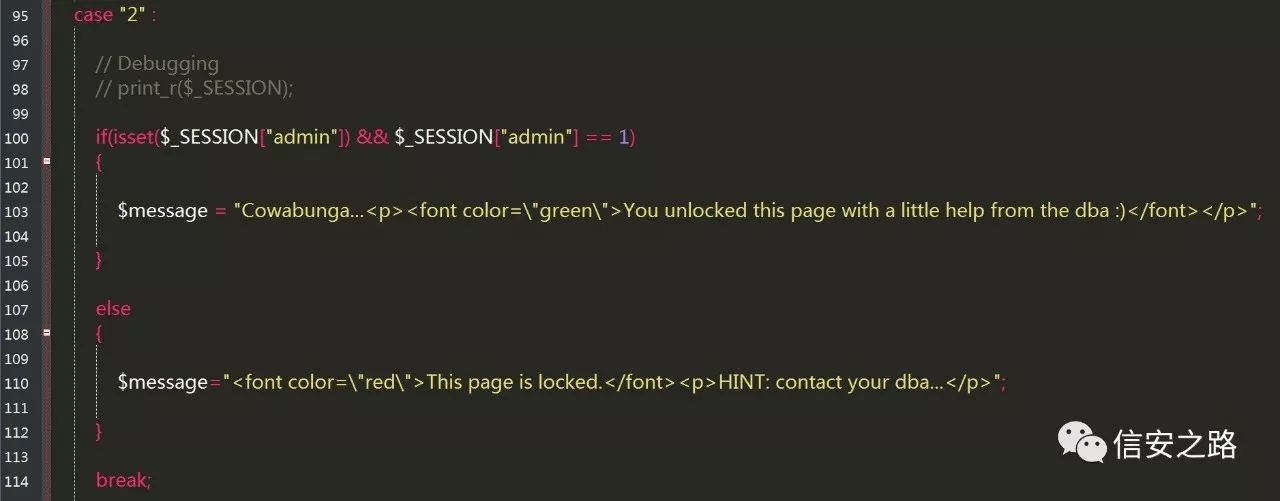 95 case "2" :
96
97 // Debugging
98 // print_r($_SESSION);
99
100 if(isset($_SESSION["admin"]) && $_SESSION["admin"] == 1)
101 {
102
103 $message = "Cowabunga...<p><font color=\"green\">You unlocked this page with a little help from the dba :)</font></p>";
104
105 }
106
107 else
108 {
109
110 $message="<font color=\"red\">This page is locked.</font><p>HINT: contact your dba...</p>";
111
112 }
113
114 break;
信安之路